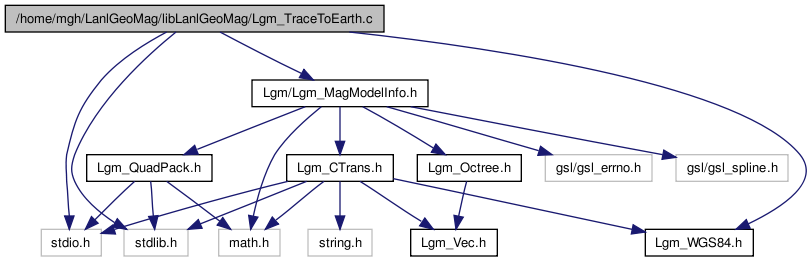 /home/mgh/LanlGeoMag/libLanlGeoMag/Lgm_TraceToEarth.c
Lgm/Lgm_MagModelInfo.h
Lgm_QuadPack.h
Lgm_CTrans.h
Lgm_Octree.h
gsl/gsl_errno.h
gsl/gsl_spline.h
stdio.h
stdlib.h
math.h
string.h
Lgm_Vec.h
Lgm_WGS84.h